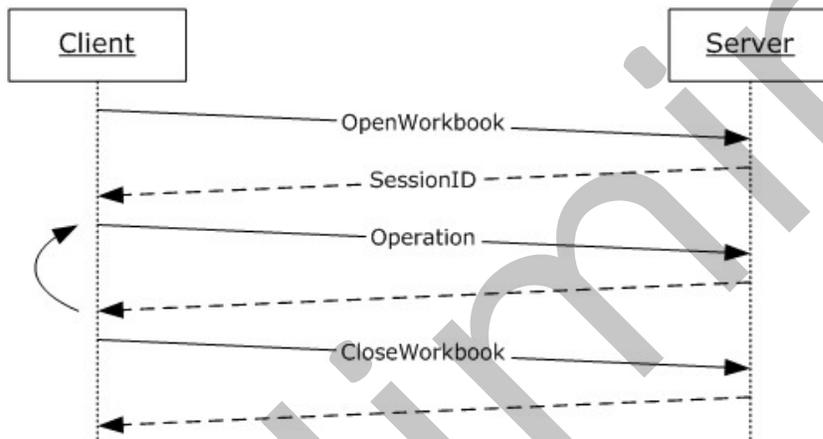 Client
Server
OpenWorkbook
SessionID
Operation
CloseWorkbook